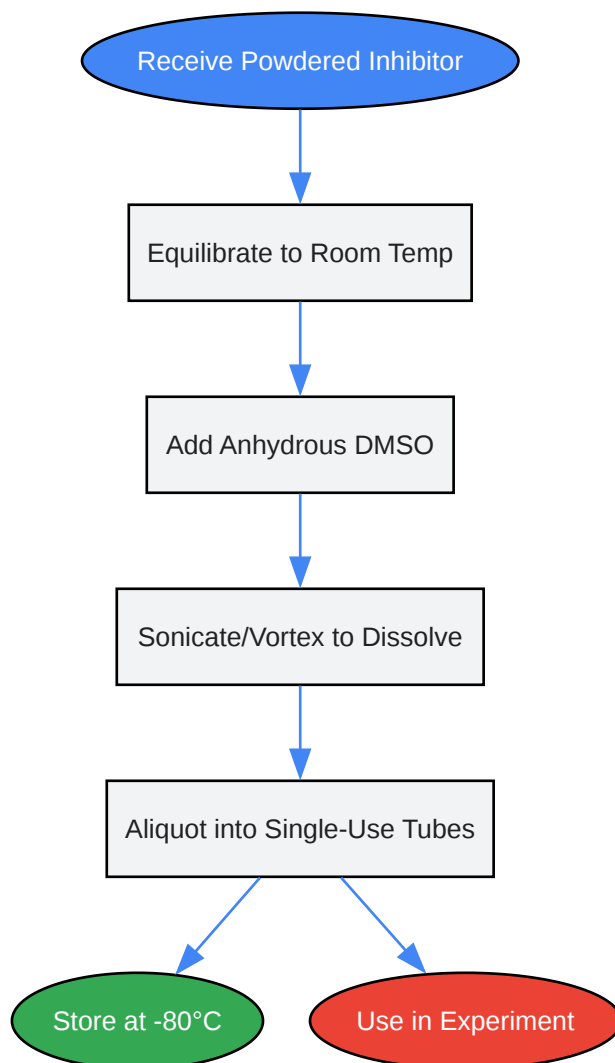 Receive Powdered Inhibitor
Equilibrate to Room Temp
Add Anhydrous DMSO
Sonicate/Vortex to Dissolve
Aliquot into Single-Use Tubes
Store at -80°C
Use in Experiment